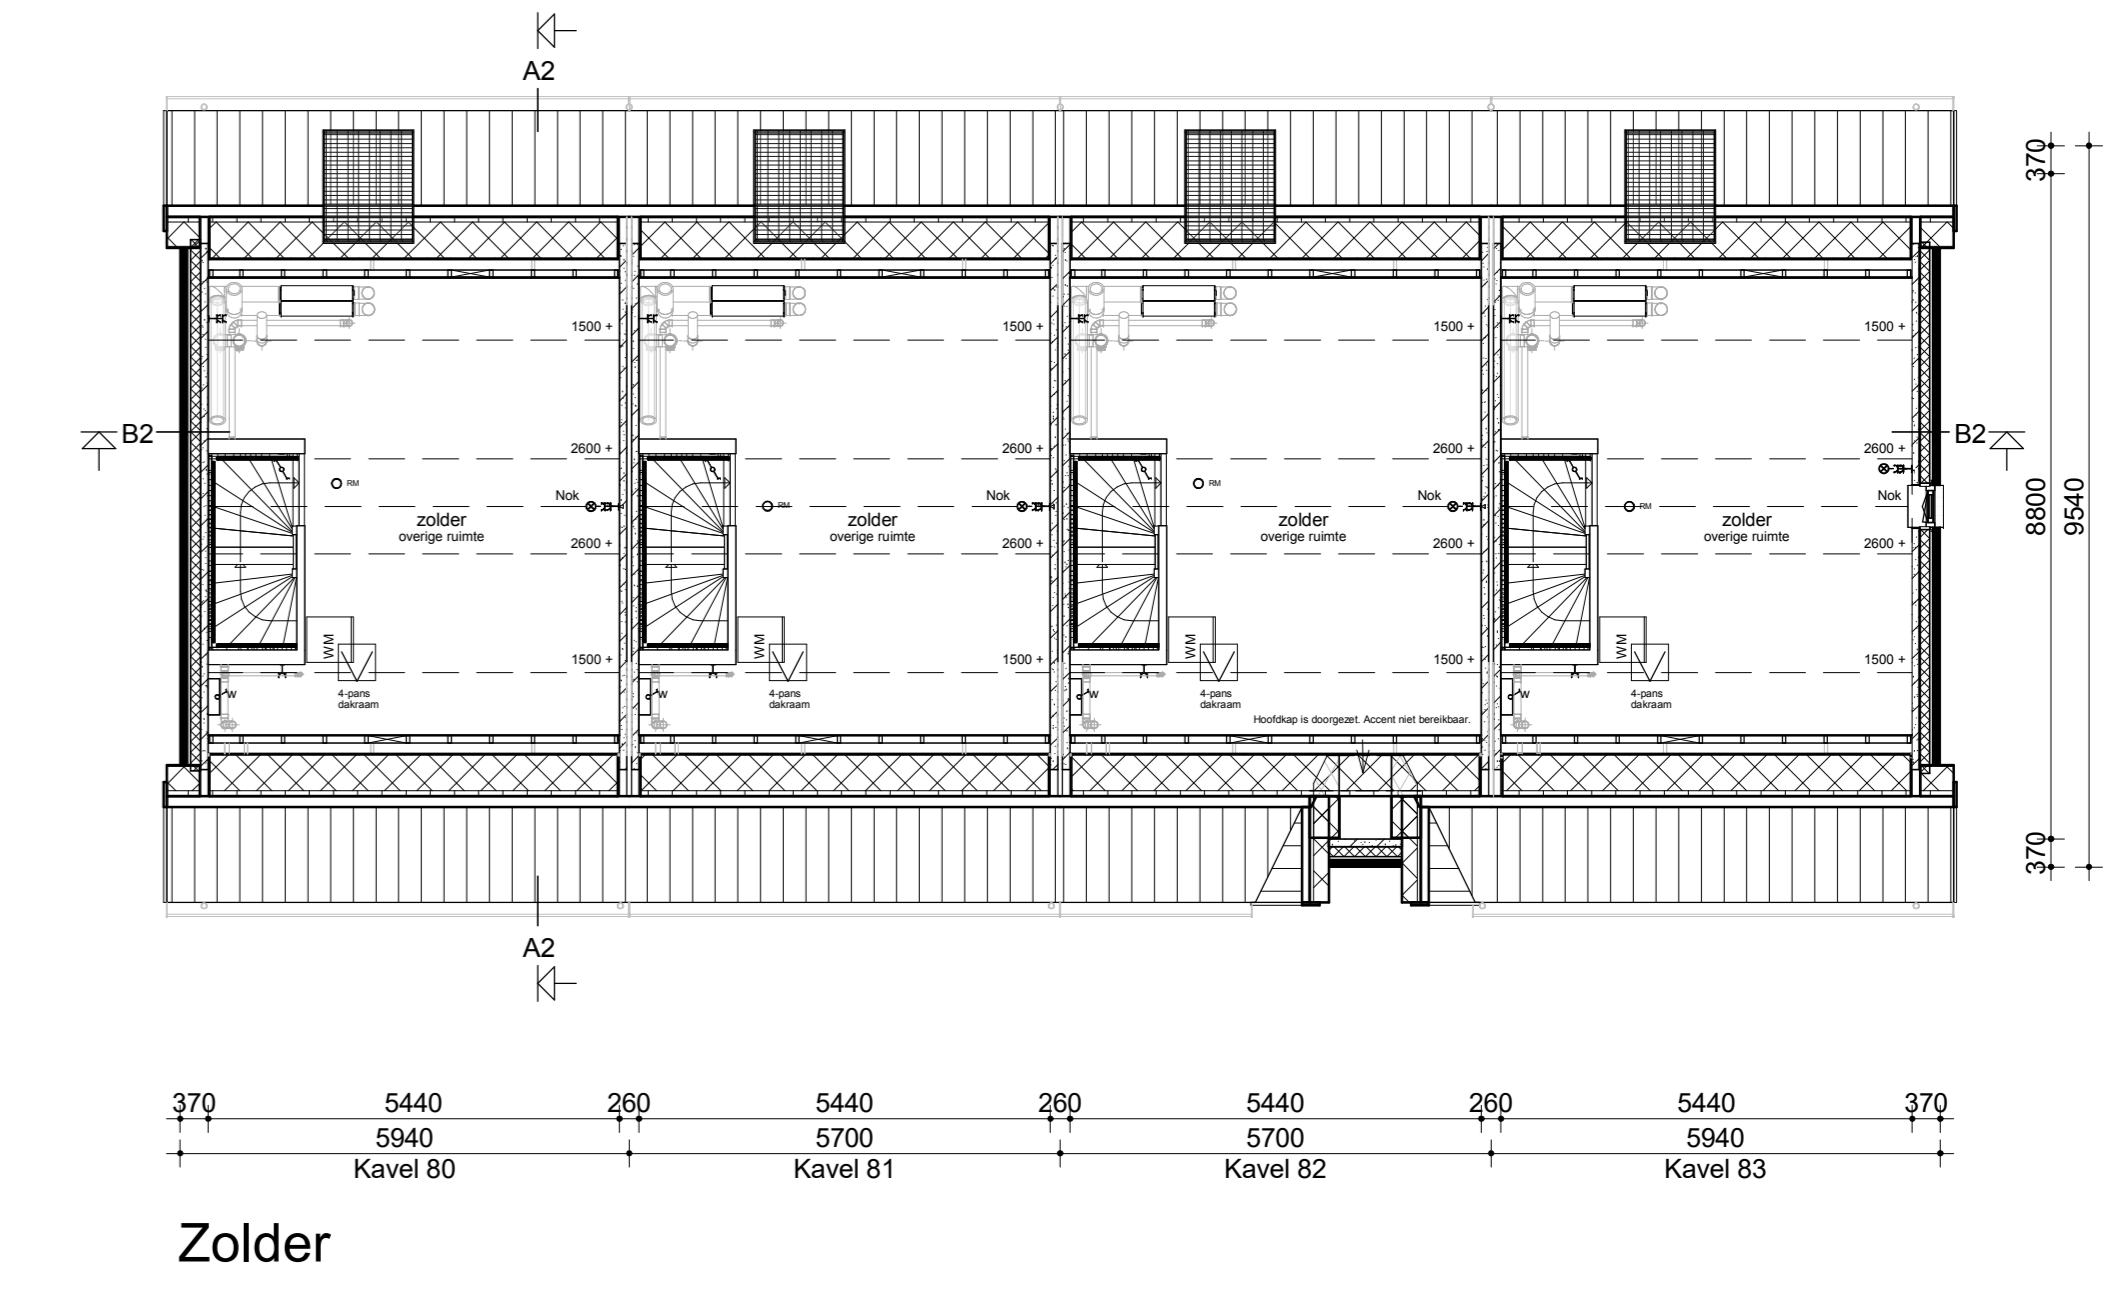 A2
370
1500 +
1500 +
1500 +
1500 +
B2
2600 +
2600 +
2600 +
2600 +
B2
RM
Nok
RM
Nok
RM
Nok
RM
Nok
zolder
overige ruimte
zolder
overige ruimte
zolder
overige ruimte
zolder
overige ruimte
8800
9540
2600 +
2600 +
2600 +
2600 +
WM
WM
WM
WM
1500 +
1500 +
1500 +
1500 +
W
4-pans
dakraam
W
4-pans
dakraam
W
4-pans
dakraam
W
4-pans
dakraam
Hoofdkap is doorgezet. Accent niet bereikbaar.
370
A2
370 5440 260 5440 260 5440 260 5440 370
5940 5700 5700 5940
Kavel 80 Kavel 81 Kavel 82 Kavel 83
Zolder